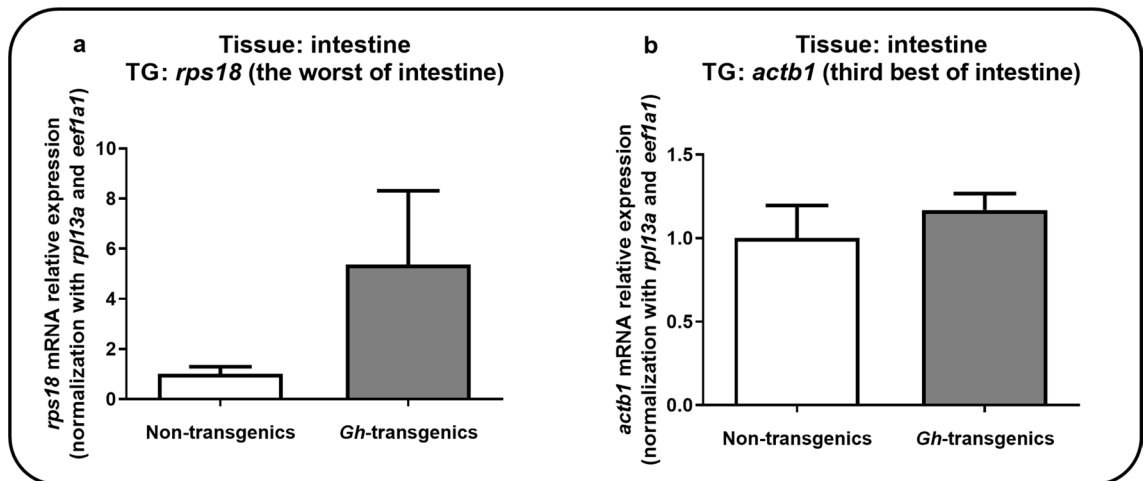 a
Tissue: intestine
TG: rps18 (the worst of intestine)
rps18 mRNA relative expression
(normalization with rpl13a and eef1a1)
10
8
6
4
2
0
Non-transgenics
Gh-transgenics
b
Tissue: intestine
TG: actb1 (third best of intestine)
actb1 mRNA relative expression
(normalization with rpl13a and eef1a1)
1.5
1.0
0.5
0.0
Non-transgenics
Gh-transgenics